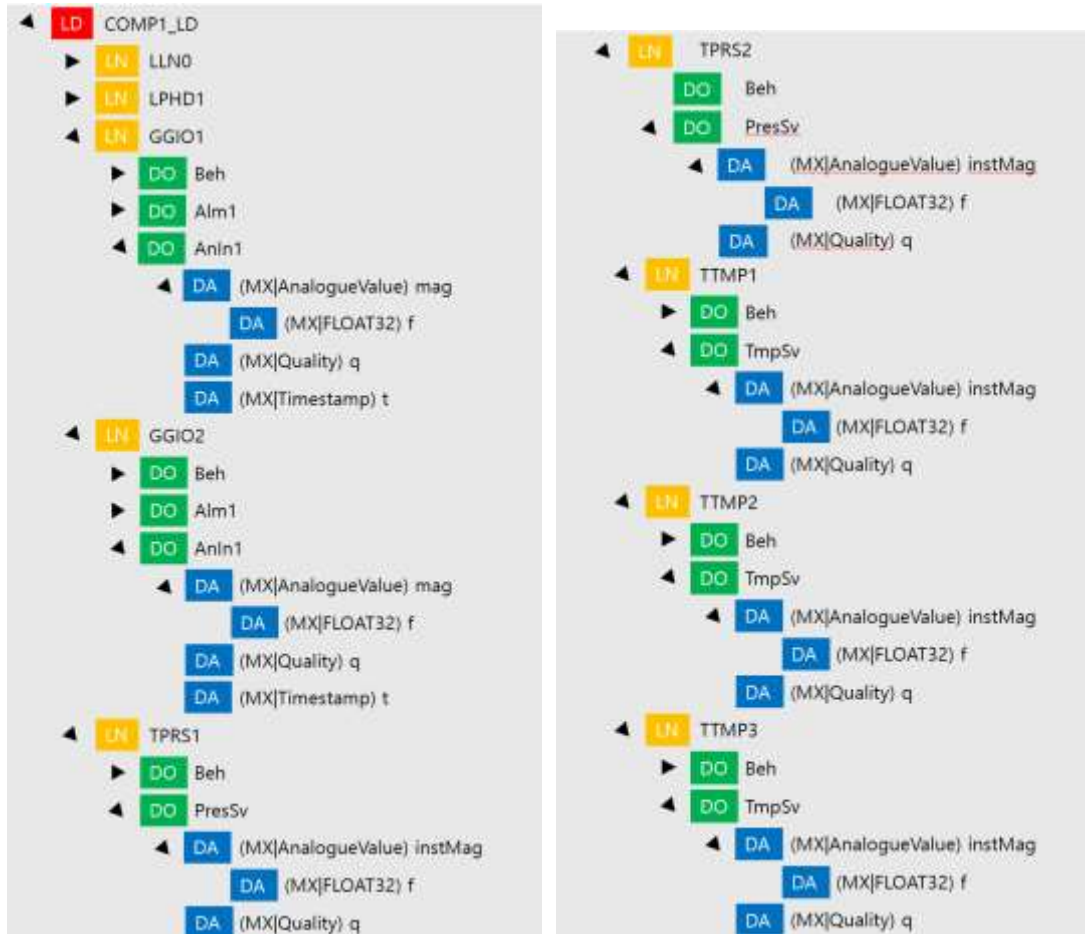 LD COMP1_LD
LN LLN0
LN LPHD1
LN GGIO1
DO Beh
DO Alm1
DO AnIn1
DA (MX|AnalogueValue) mag
DA (MX|FLOAT32) f
DA (MX|Quality) q
DA (MX|Timestamp) t
LN GGIO2
DO Beh
DO Alm1
DO AnIn1
DA (MX|AnalogueValue) mag
DA (MX|FLOAT32) f
DA (MX|Quality) q
DA (MX|Timestamp) t
LN TPRS1
DO Beh
DO PresSv
DA (MX|AnalogueValue) instMag
DA (MX|FLOAT32) f
DA (MX|Quality) q
LN TPRS2
DO Beh
DO PresSv
DA (MX|AnalogueValue) instMag
DA (MX|FLOAT32) f
DA (MX|Quality) q
LN TTMP1
DO Beh
DO TmpSv
DA (MX|AnalogueValue) instMag
DA (MX|FLOAT32) f
DA (MX|Quality) q
LN TTMP2
DO Beh
DO TmpSv
DA (MX|AnalogueValue) instMag
DA (MX|FLOAT32) f
DA (MX|Quality) q
LN TTMP3
DO Beh
DO TmpSv
DA (MX|AnalogueValue) instMag
DA (MX|FLOAT32) f
DA (MX|Quality) q